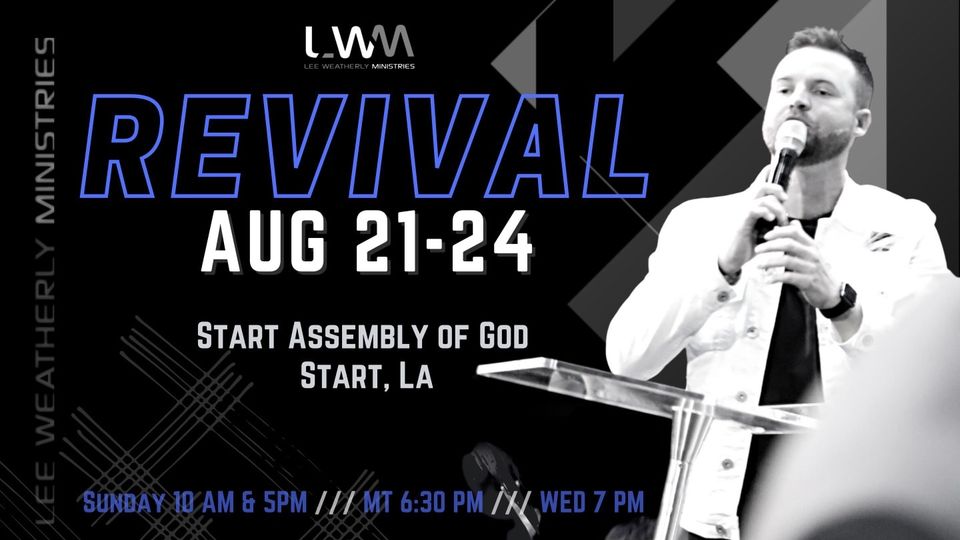 LWM
LEE WEATHERLY MINISTRIES
REVIVAL
AUG 21-24
START ASSEMBLY OF GOD
START, LA
SUNDAY 10 AM & 5PM /// MT 6:30 PM /// WED 7 PM
LEE WEATHERLY MINISTRIES